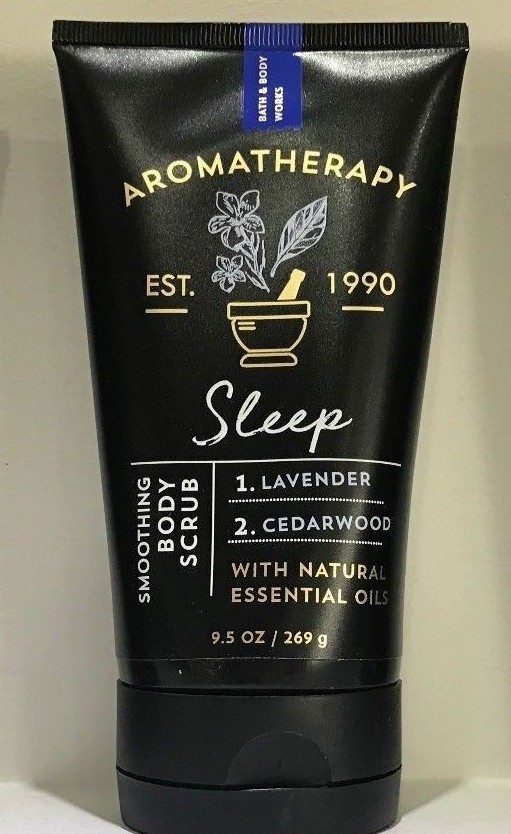 BATH & BODY
WORKS
AROMATHERAPY
EST. 1990
Sleep
SMOOTHING
BODY
SCRUB
1. LAVENDER
2. CEDARWOOD
WITH NATURAL
ESSENTIAL OILS
9.5 OZ / 269 g